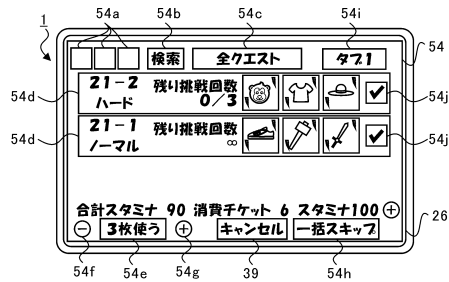 54a 54b 54c 54i
1 54
検索 全クエスト タブ1
54d 21-2 残り挑戦回数 54j
ハード 0/3
54d 21-1 残り挑戦回数 54j
ノーマル ∞
合計スタミナ 90 消費チケット 6 スタミナ100 ⊕
⊖ 3枚使う ⊕ キャンセル 一括スキップ 26
54f 54e 54g 39 54h